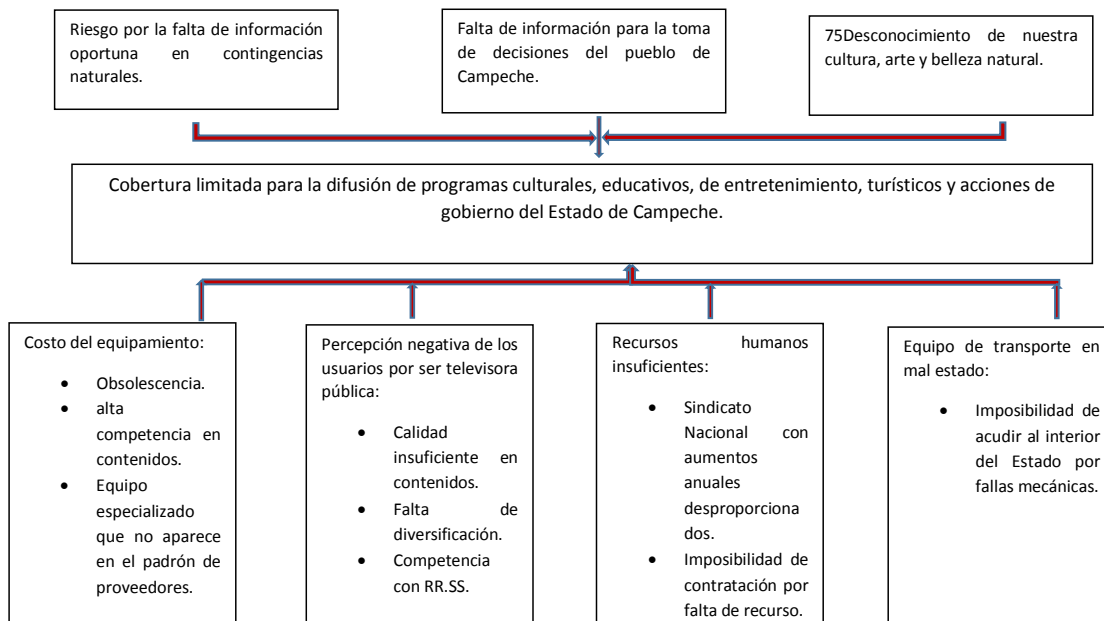 Riesgo por la falta de información
oportuna en contingencias
naturales.
Falta de información para la toma
de decisiones del pueblo de
Campeche.
75Desconocimiento de nuestra
cultura, arte y belleza natural.
Cobertura limitada para la difusión de programas culturales, educativos, de entretenimiento, turísticos y acciones de
gobierno del Estado de Campeche.
Costo del equipamiento:
• Obsolescencia.
• alta
competencia en
contenidos.
• Equipo
especializado
que no aparece
en el padrón de
proveedores.
Percepción negativa de los
usuarios por ser televisora
pública:
• Calidad
insuficiente en
contenidos.
• Falta de
diversificación.
• Competencia
con RR.SS.
Recursos humanos
insuficientes:
• Sindicato
Nacional con
aumentos
anuales
desproporciona
dos.
• Imposibilidad de
contratación por
falta de recurso.
Equipo de transporte en
mal estado:
• Imposibilidad de
acudir al interior
del Estado por
fallas mecánicas.